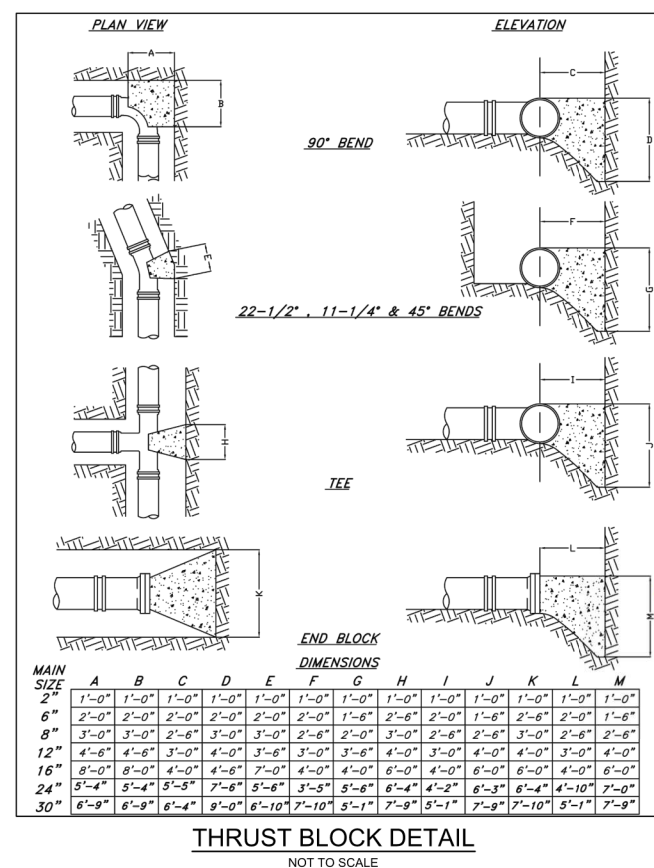 PLAN VIEW
ELEVATION
A
B
C
D
90° BEND
E
F
G
22-1/2° . 11-1/4° & 45° BENDS
H
I
J
TEE
K
L
M
END BLOCK
DIMENSIONS
MAIN SIZE A B C D E F G H I J K L M
2" 1'-0" 1'-0" 1'-0" 1'-0" 1'-0" 1'-0" 1'-0" 1'-0" 1'-0" 1'-0" 1'-0" 1'-0" 1'-0"
6" 2'-0" 2'-0" 2'-0" 2'-0" 2'-0" 2'-0" 1'-6" 2'-6" 2'-0" 1'-6" 2'-6" 2'-0" 1'-6"
8" 3'-0" 3'-0" 2'-6" 3'-0" 3'-0" 2'-6" 2'-0" 3'-0" 2'-6" 2'-6" 3'-0" 2'-6" 2'-6"
12" 4'-6" 4'-6" 3'-0" 4'-0" 3'-6" 3'-0" 3'-6" 4'-0" 3'-0" 4'-0" 4'-0" 3'-0" 4'-0"
16" 8'-0" 8'-0" 4'-0" 4'-6" 7'-0" 4'-0" 4'-0" 6'-0" 4'-0" 6'-0" 6'-0" 4'-0" 6'-0"
24" 5'-4" 5'-4" 5'-5" 7'-6" 5'-6" 3'-5" 5'-6" 6'-4" 4'-2" 6'-3" 6'-4" 4'-10" 7'-0"
30" 6'-9" 6'-9" 6'-4" 9'-0" 6'-10" 7'-10" 5'-1" 7'-9" 5'-1" 7'-9" 7'-10" 5'-1" 7'-9"
THRUST BLOCK DETAIL
NOT TO SCALE